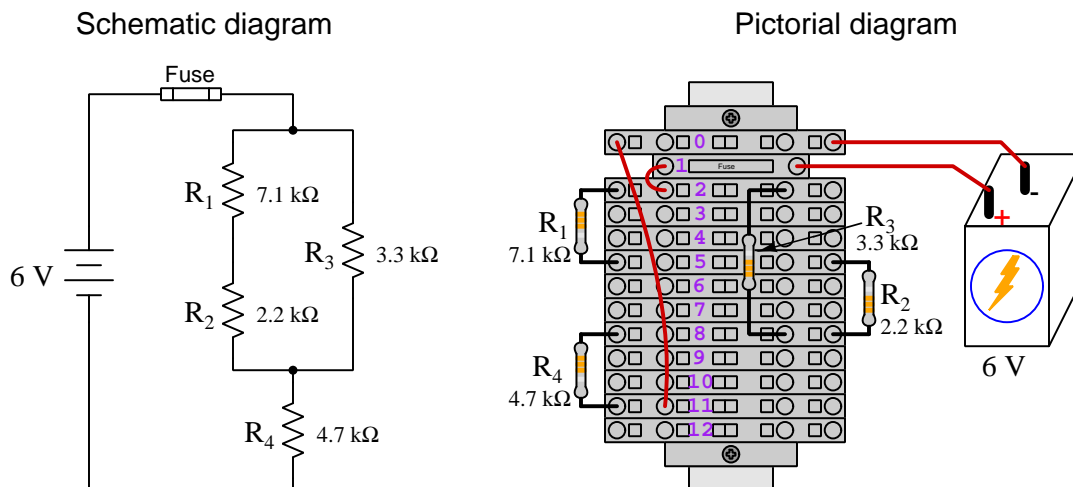 Schematic diagram
Fuse
R1
7.1 kΩ
R3
3.3 kΩ
6 V
R2
2.2 kΩ
R4
4.7 kΩ
Pictorial diagram
0
1
Fuse
2
3
4
5
6
7
8
9
10
11
12
R1
7.1 kΩ
R3
3.3 kΩ
R2
2.2 kΩ
R4
4.7 kΩ
-
+
6 V